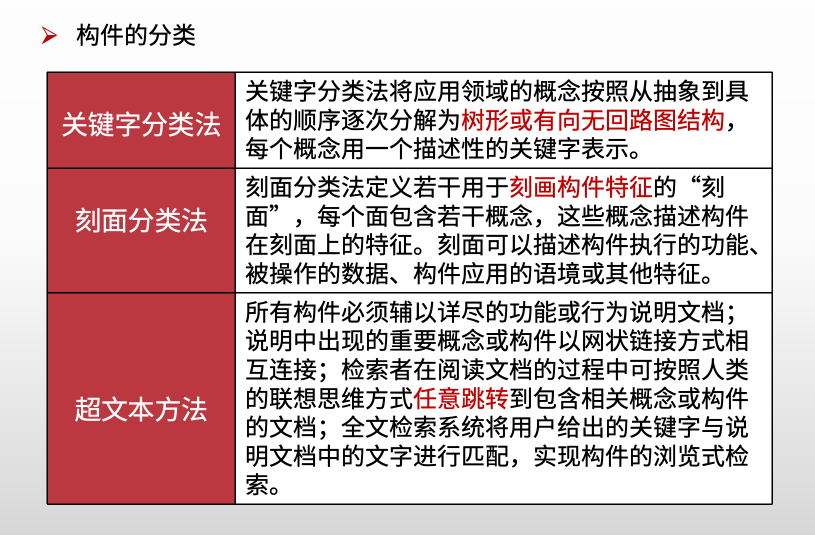 构件的分类
关键字分类法
关键字分类法将应用领域的概念按照从抽象到具
体的顺序逐次分解为树形或有向无回路图结构，
每个概念用一个描述性的关键字表示。
刻面分类法
刻面分类法定义若干用于刻画构件特征的“刻
面”，每个面包含若干概念，这些概念描述构件
在刻面上的特征。刻面可以描述构件执行的功能、
被操作的数据、构件应用的语境或其他特征。
超文本方法
所有构件必须辅以详尽的功能或行为说明文档；
说明中出现的重要概念或构件以网状链接方式相
互连接；检索者在阅读文档的过程中可按照人类
的联想思维方式任意跳转到包含相关概念或构件
的文档；全文检索系统将用户给出的关键字与说
明文档中的文字进行匹配，实现构件的浏览式检
索。